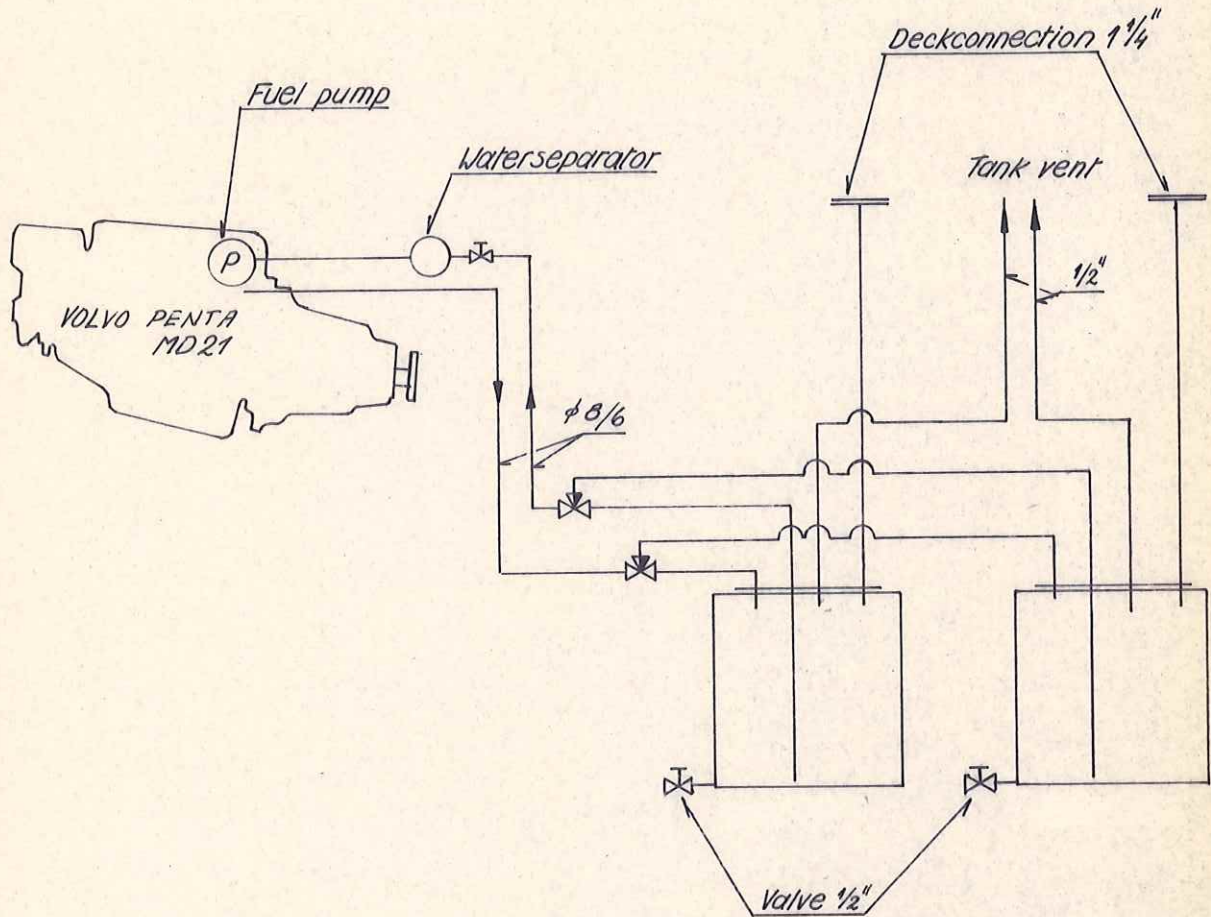 Deckconnection 1 1/4"
Fuel pump
Waterseparator
Tank vent
P
1/2"
VOLVO PENTA
MD21
ϕ 8/6
Valve 1/2"